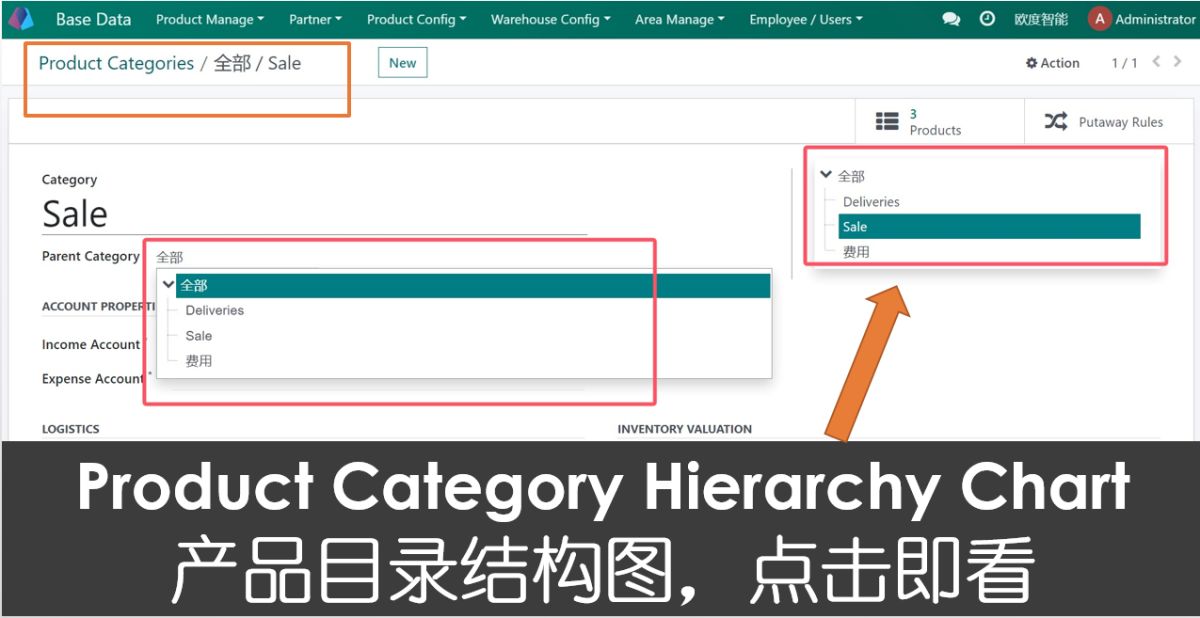 Base Data Product Manage Partner Product Config Warehouse Config Area Manage Employee / Users 欧度智能 A Administrator
Product Categories / 全部 / Sale New Action 1 / 1
3
Products
Putaway Rules
Category
Sale
Parent Category 全部
全部
Deliveries
Sale
费用
ACCOUNT PROPERTI
Income Account
Expense Account
全部
Deliveries
Sale
费用
LOGISTICS INVENTORY VALUATION
Product Category Hierarchy Chart
产品目录结构图，点击即看